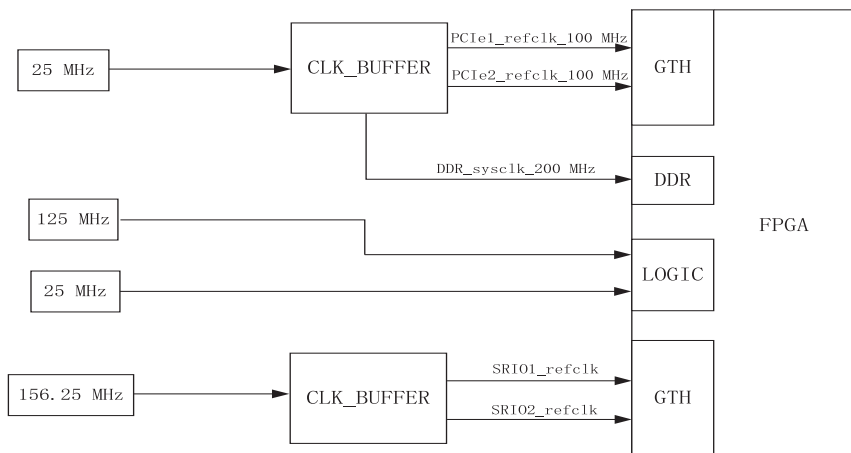 PCIe1_refclk_100 MHz
25 MHz
CLK_BUFFER
GTH
PCIe2_refclk_100 MHz
DDR_sysclk_200 MHz
DDR
125 MHz
FPGA
LOGIC
25 MHz
SRIO1_refclk
156.25 MHz
CLK_BUFFER
GTH
SRIO2_refclk